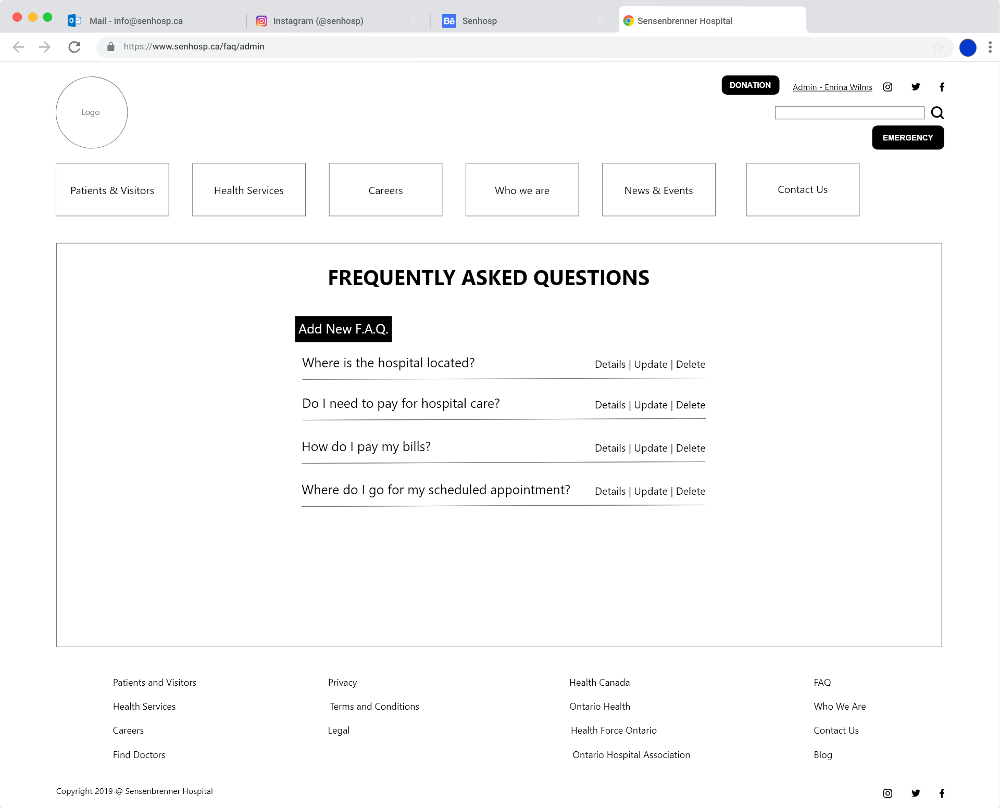 Mail - info@senhosp.ca
Instagram (@senhosp)
Bē Senhosp
Sensenbrenner Hospital
https://www.senhosp.ca/faq/admin
DONATION
Admin - Enrina Wilms
Logo
EMERGENCY
Patients & Visitors
Health Services
Careers
Who we are
News & Events
Contact Us
FREQUENTLY ASKED QUESTIONS
Add New F.A.Q.
Where is the hospital located? Details | Update | Delete
Do I need to pay for hospital care? Details | Update | Delete
How do I pay my bills? Details | Update | Delete
Where do I go for my scheduled appointment? Details | Update | Delete
Patients and Visitors
Health Services
Careers
Find Doctors
Privacy
Terms and Conditions
Legal
Health Canada
Ontario Health
Health Force Ontario
Ontario Hospital Association
FAQ
Who We Are
Contact Us
Blog
Copyright 2019 @ Sensenbrenner Hospital